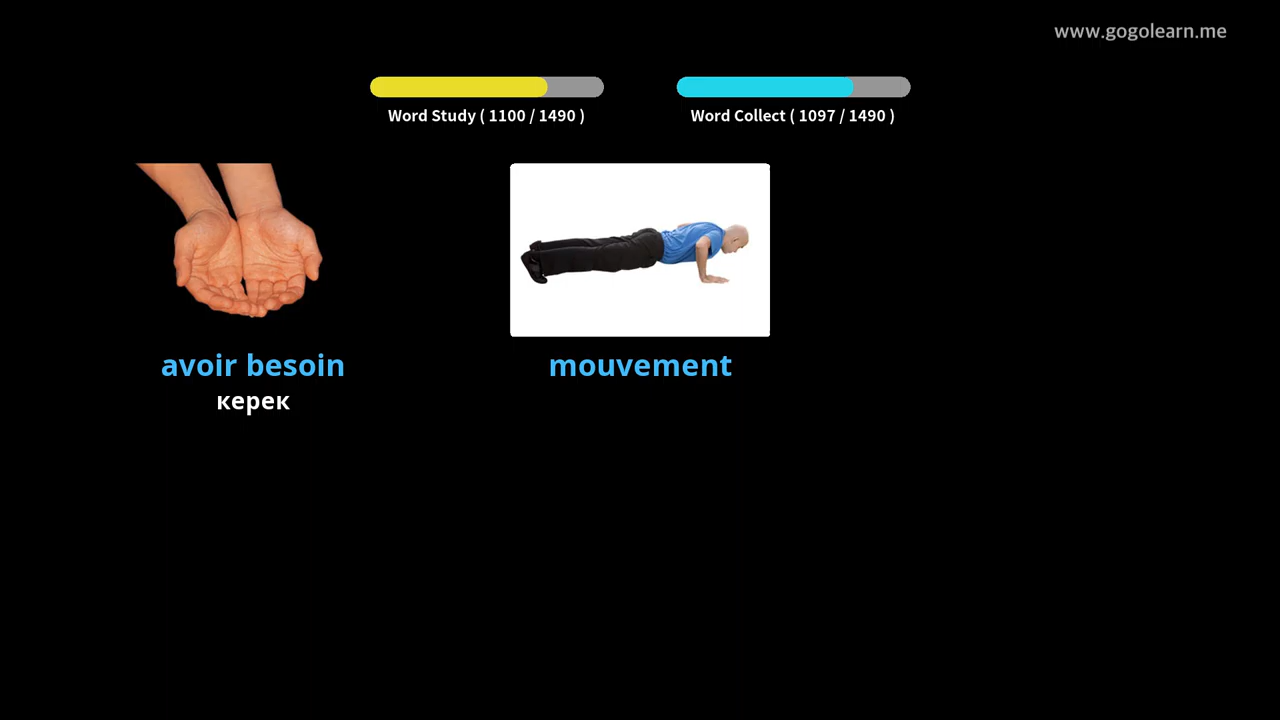 www.gogolearn.me
Word Study ( 1100 / 1490 )
Word Collect ( 1097 / 1490 )
avoir besoin
керек
mouvement